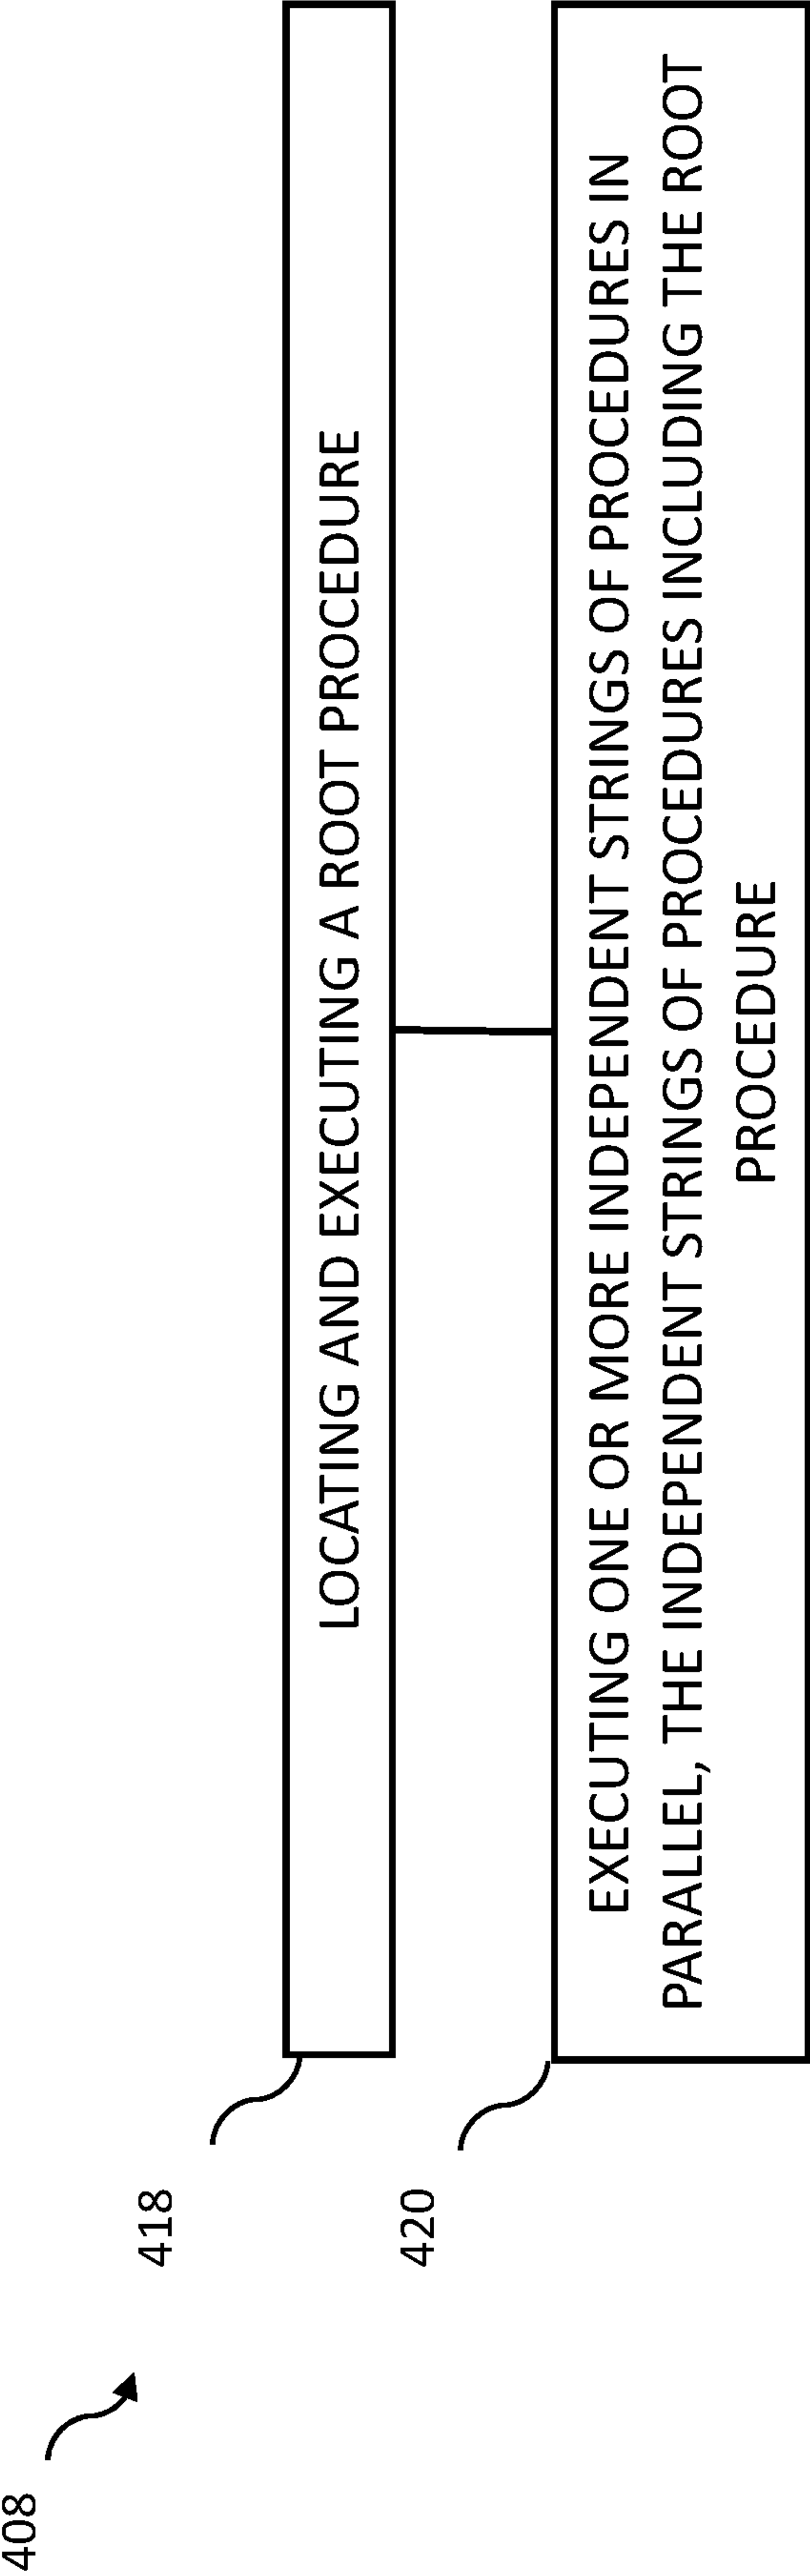 408
418
LOCATING AND EXECUTING A ROOT PROCEDURE
420
EXECUTING ONE OR MORE INDEPENDENT STRINGS OF PROCEDURES IN
PARALLEL, THE INDEPENDENT STRINGS OF PROCEDURES INCLUDING THE ROOT
PROCEDURE